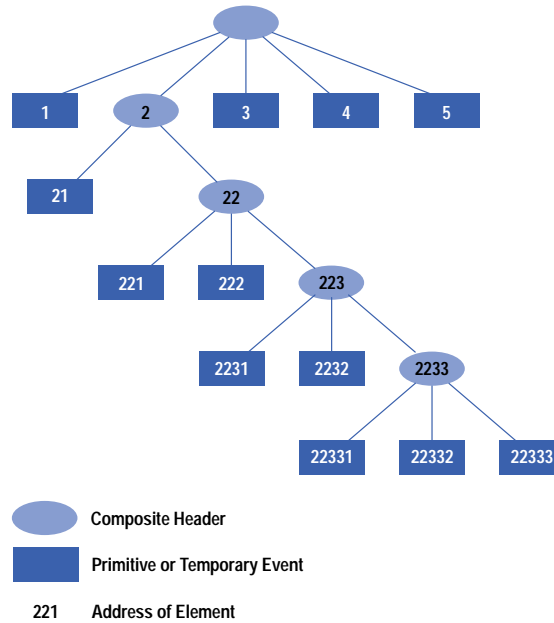 1 2 3 4 5
21
22
221 222
223
2231 2232
2233
22331 22332 22333
Composite Header
Primitive or Temporary Event
221 Address of Element